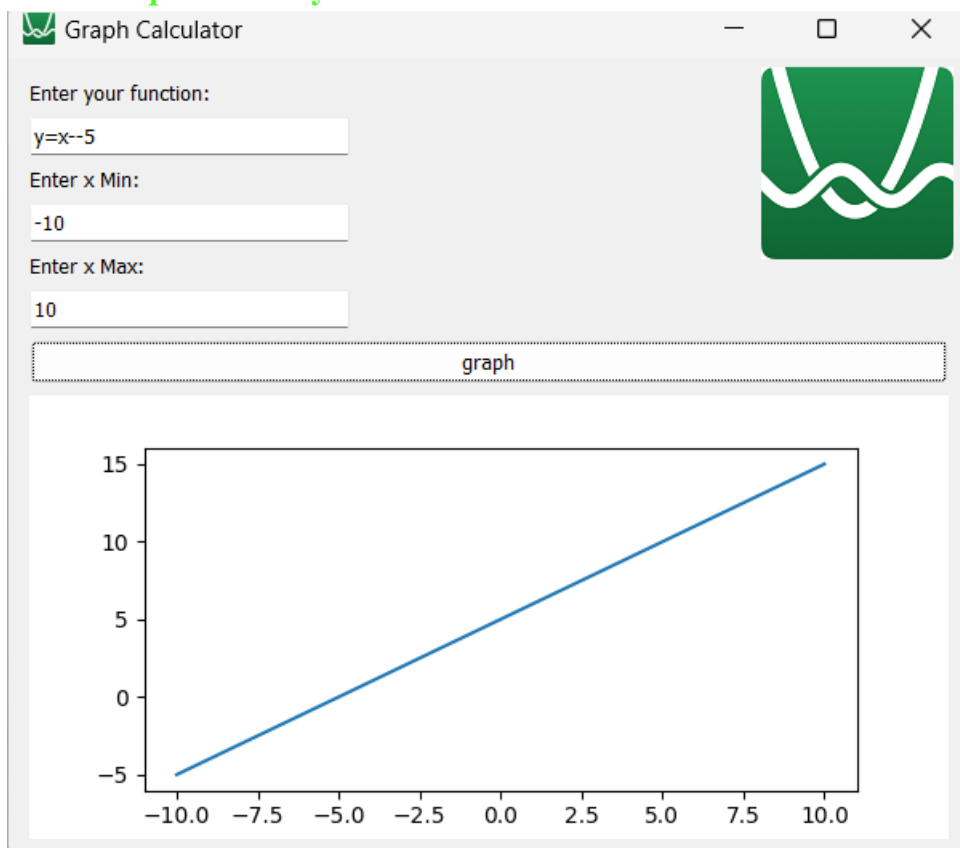 Graph Calculator
Enter your function:
y=x--5
Enter x Min:
-10
Enter x Max:
10
graph
15
10
5
0
−5
−10.0 −7.5 −5.0 −2.5 0.0 2.5 5.0 7.5 10.0